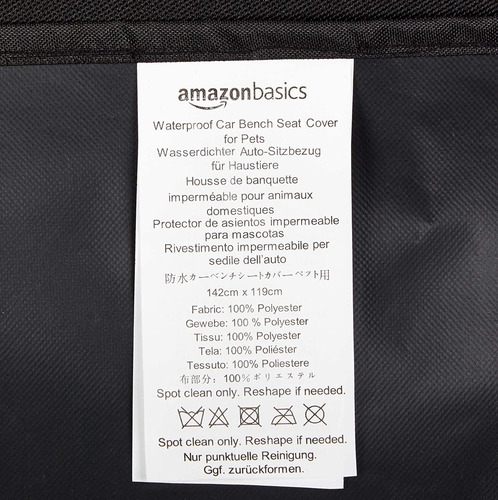 amazonbasics
Waterproof Car Bench Seat Cover
for Pets
Wasserdichter Auto-Sitzbezug
für Haustiere
Housse de banquette
imperméable pour animaux
domestiques
Protector de asientos impermeable
para mascotas
Rivestimento impermeabile per
sedile dell'auto
防水カーベンチシートカバーペット用
142cm x 119cm
Fabric: 100% Polyester
Gewebe: 100 % Polyester
Tissu: 100% Polyester
Tela: 100% Poliéster
Tessuto: 100% Poliestere
布部分: 100% ポリエステル
Spot clean only. Reshape if needed.
Spot clean only. Reshape if needed.
Nur punktuelle Reinigung.
Ggf. zurückformen.